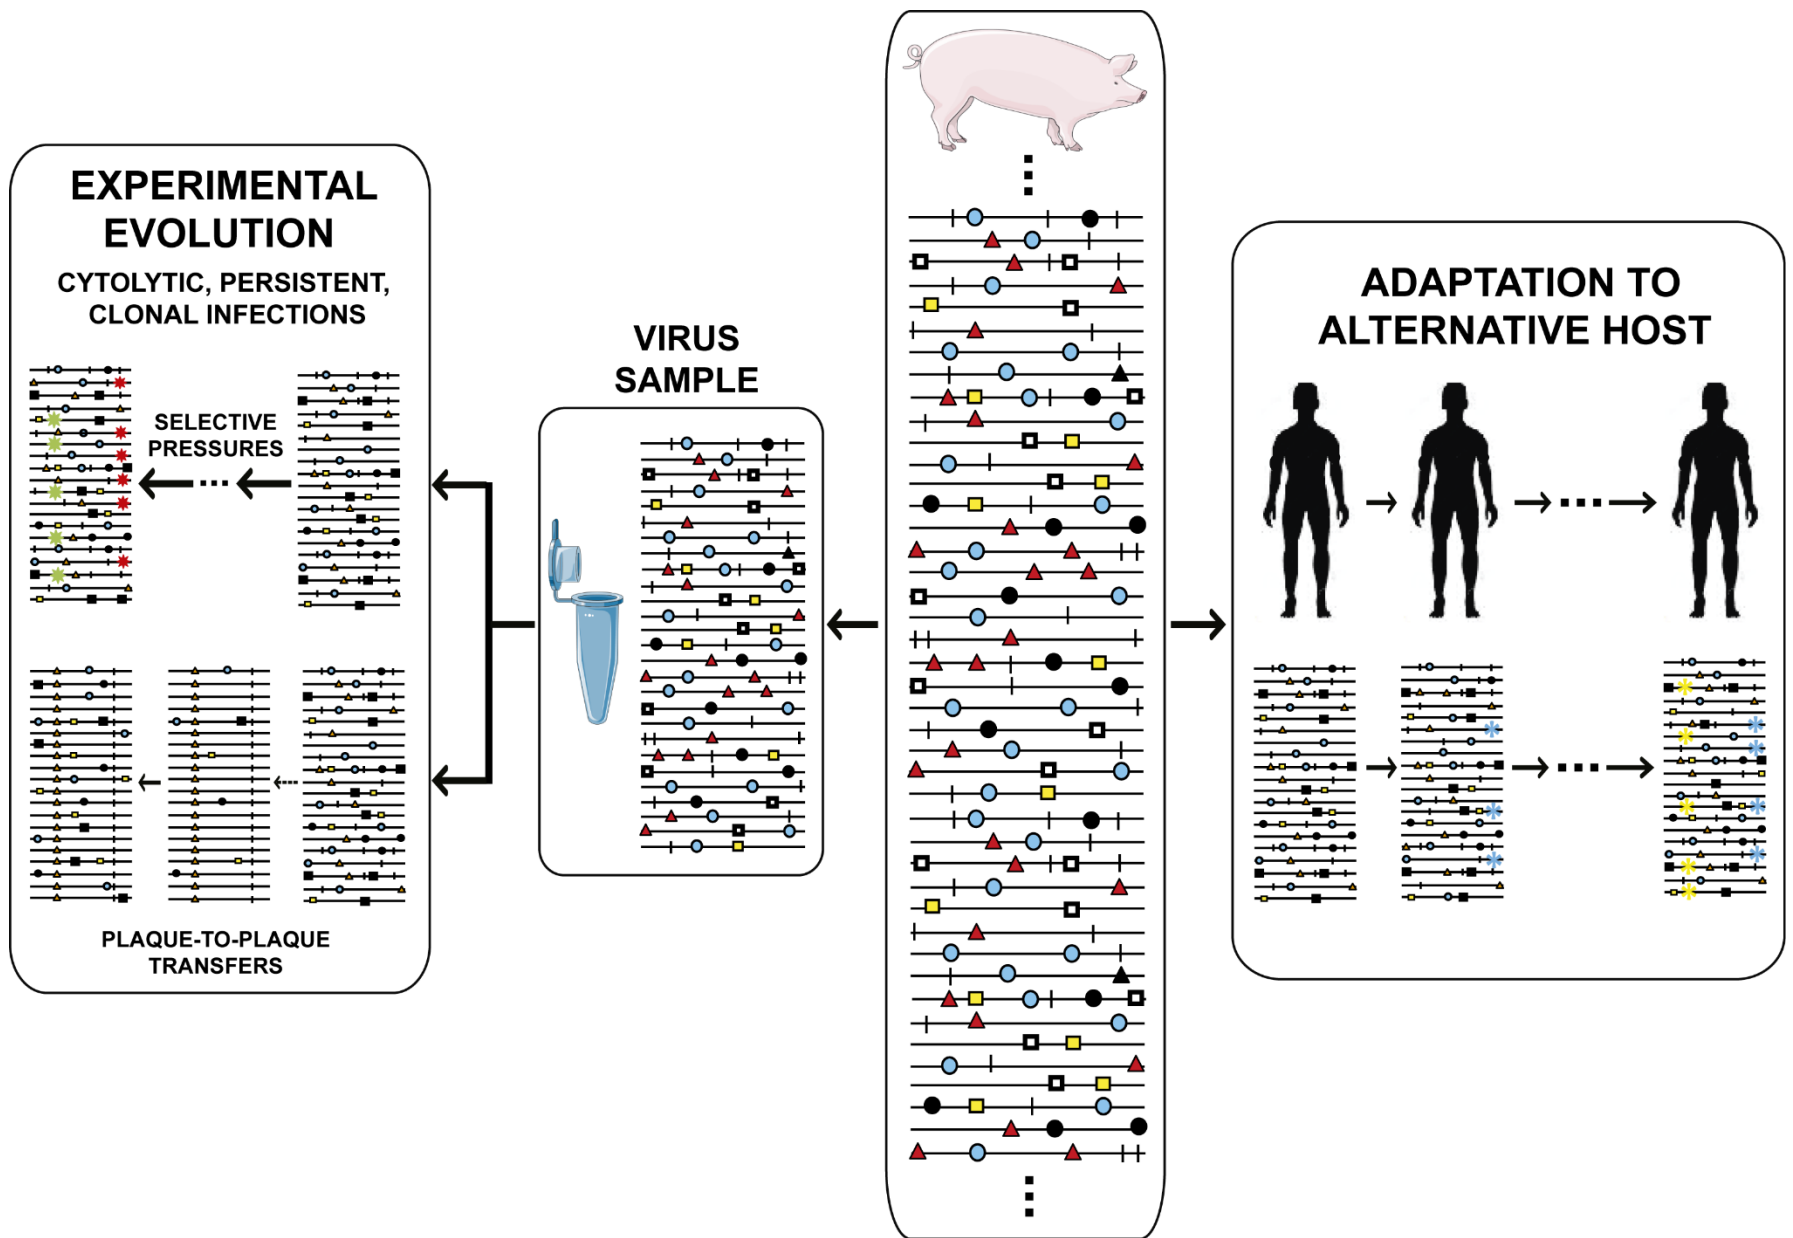 EXPERIMENTAL
EVOLUTION
CYTOLYTIC, PERSISTENT,
CLONAL INFECTIONS
SELECTIVE
PRESSURES
PLAQUE-TO-PLAQUE
TRANSFERS
VIRUS
SAMPLE
ADAPTATION TO
ALTERNATIVE HOST